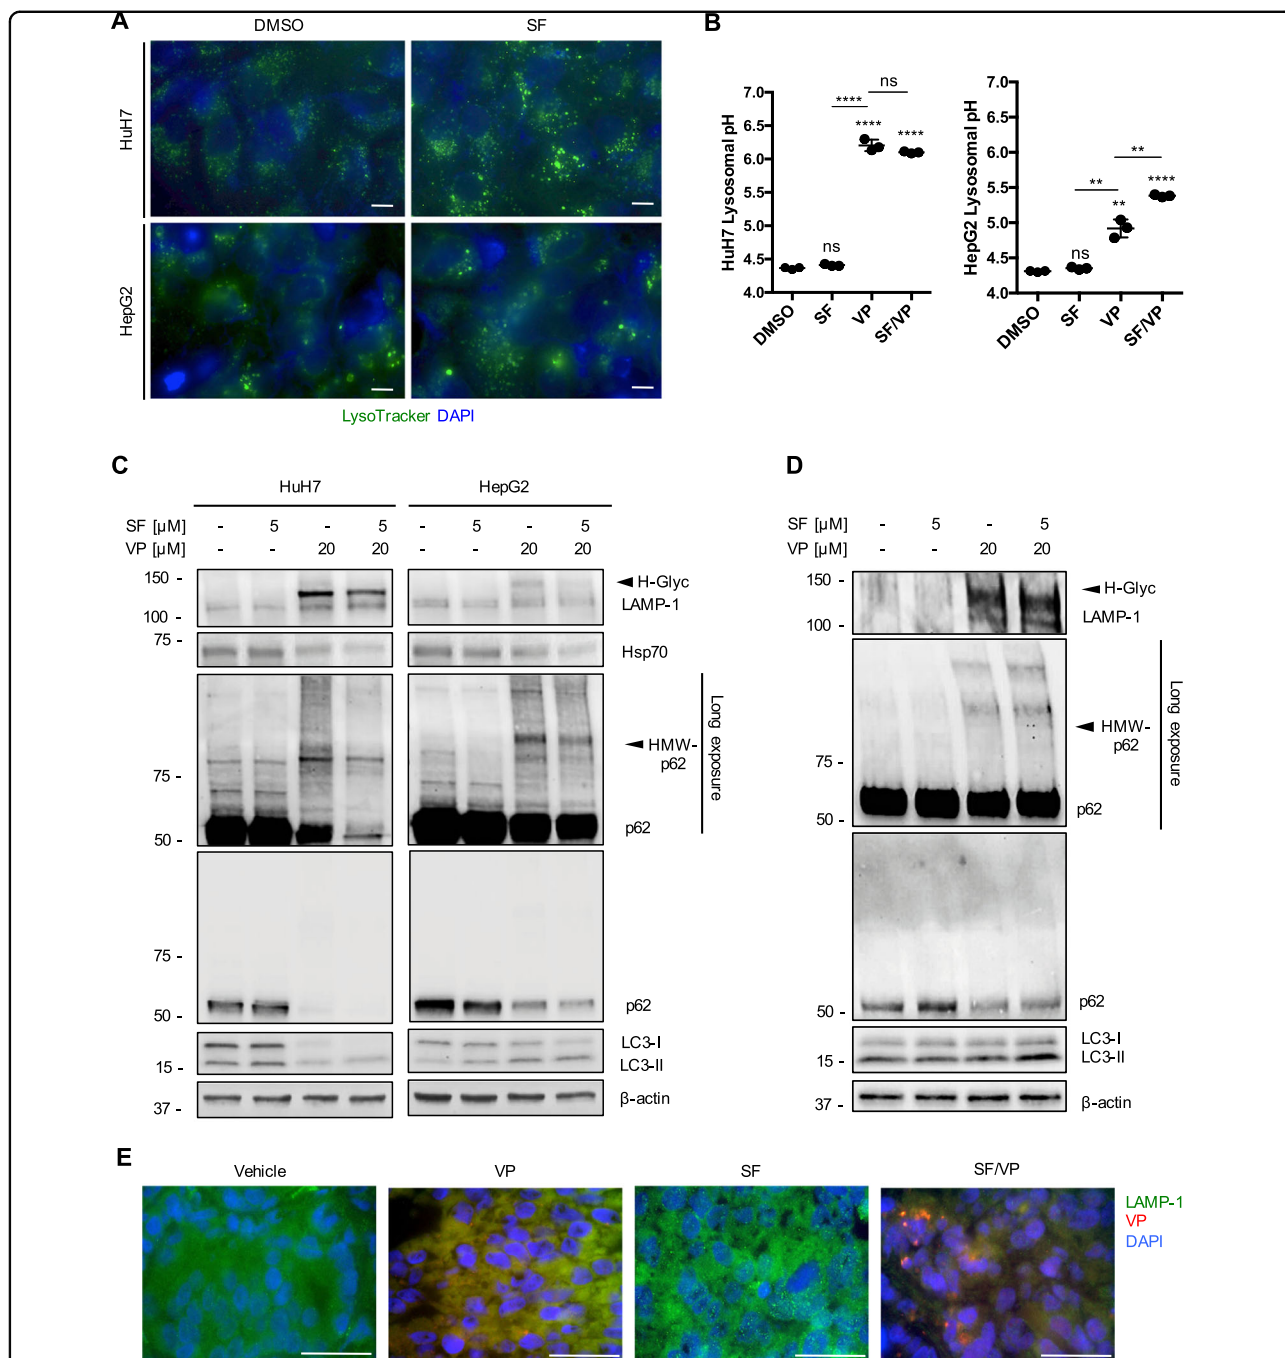 A
DMSO
SF
HuH7
HepG2
LysoTracker DAPI
B
HuH7 Lysosomal pH
7.0
6.5
6.0
5.5
5.0
4.5
4.0
ns
****
****
****
ns
DMSO
SF
VP
SF/VP
HepG2 Lysosomal pH
7.0
6.5
6.0
5.5
5.0
4.5
4.0
**
**
****
**
ns
DMSO
SF
VP
SF/VP
C
HuH7
HepG2
SF [µM] - 5 - 5 - 5 - 5
VP [µM] - - 20 20 - - 20 20
150 -
H-Glyc
LAMP-1
100 -
75 -
Hsp70
Long exposure
HMW-
p62
75 -
p62
50 -
75 -
p62
50 -
LC3-I
LC3-II
15 -
β-actin
37 -
D
SF [µM] - 5 - 5
VP [µM] - - 20 20
150 -
H-Glyc
LAMP-1
100 -
Long exposure
HMW-
p62
75 -
p62
50 -
p62
50 -
LC3-I
LC3-II
15 -
β-actin
37 -
E
Vehicle
VP
SF
SF/VP
LAMP-1
VP
DAPI